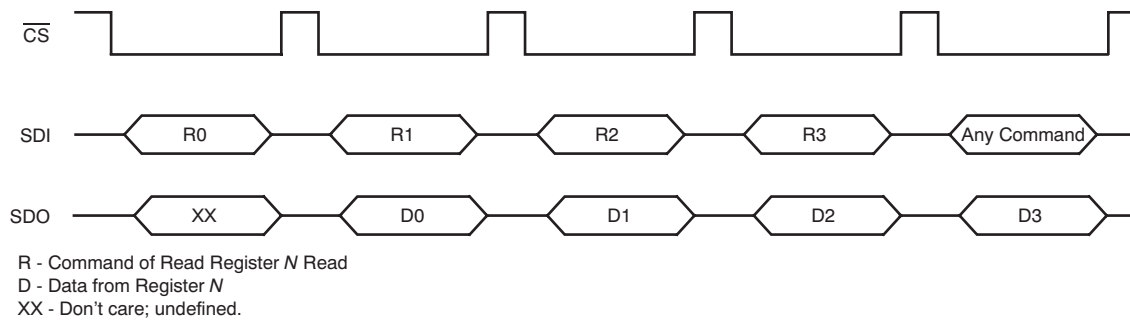 CS
SDI R0 R1 R2 R3 Any Command
SDO XX D0 D1 D2 D3
R - Command of Read Register N Read
D - Data from Register N
XX - Don't care; undefined.